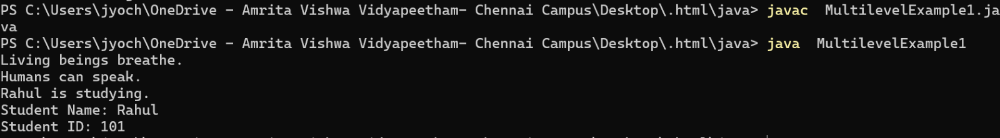 PS C:\Users\jyoch\OneDrive - Amrita Vishwa Vidyapeetham- Chennai Campus\Desktop\.html\java> javac  MultilevelExample1.ja
va
PS C:\Users\jyoch\OneDrive - Amrita Vishwa Vidyapeetham- Chennai Campus\Desktop\.html\java> java  MultilevelExample1
Living beings breathe.
Humans can speak.
Rahul is studying.
Student Name: Rahul
Student ID: 101